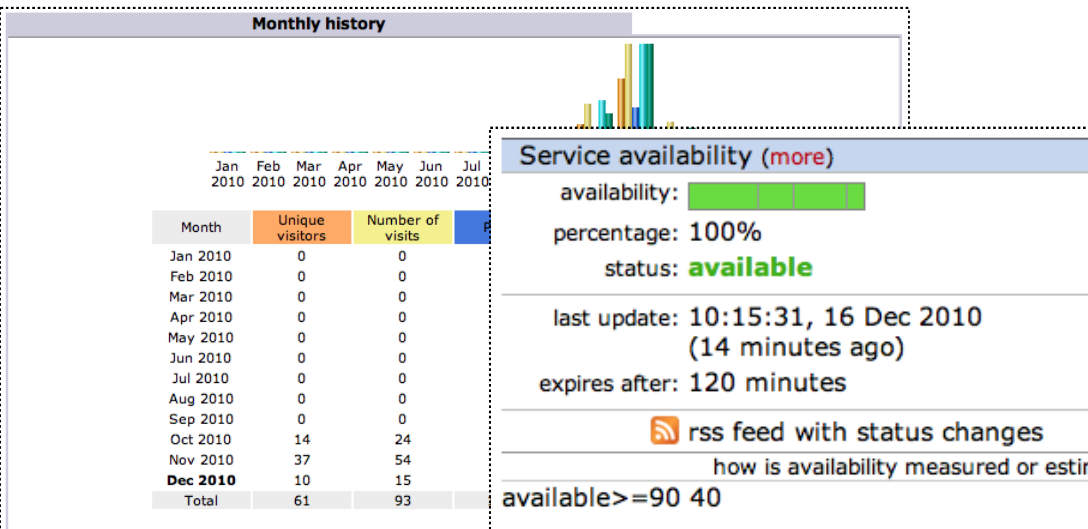 Monthly history
Jan Feb Mar Apr May Jun Jul
2010 2010 2010 2010 2010 2010 2010
Month Unique visitors Number of visits
Jan 2010 0 0
Feb 2010 0 0
Mar 2010 0 0
Apr 2010 0 0
May 2010 0 0
Jun 2010 0 0
Jul 2010 0 0
Aug 2010 0 0
Sep 2010 0 0
Oct 2010 14 24
Nov 2010 37 54
Dec 2010 10 15
Total 61 93
Service availability (more)
availability:
percentage: 100%
status: available
last update: 10:15:31, 16 Dec 2010
(14 minutes ago)
expires after: 120 minutes
rss feed with status changes
how is availability measured or
available>=90 40